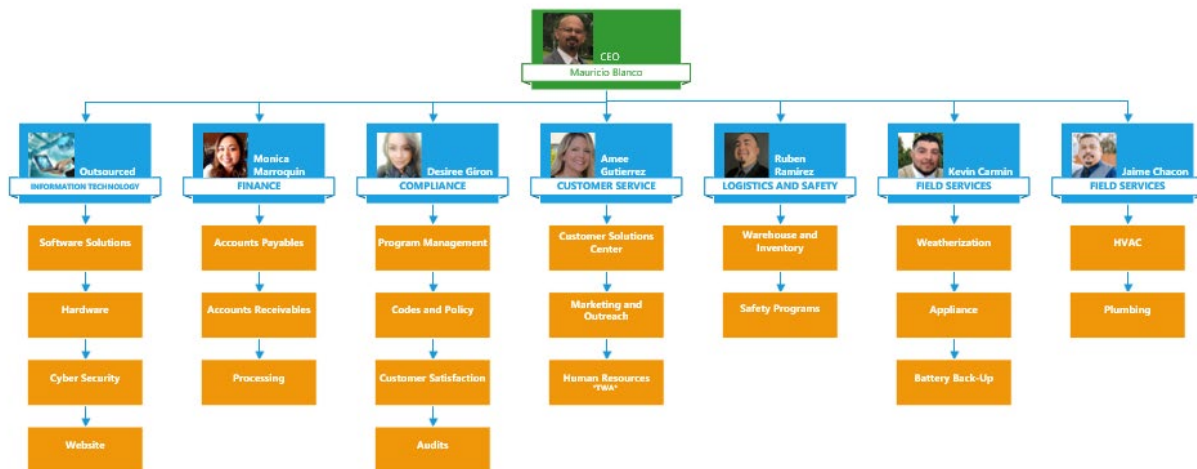 CEO
Mauricio Blanco
Outsourced
INFORMATION TECHNOLOGY
Monica
Marroquin
FINANCE
Desiree Giron
COMPLIANCE
Amee
Gutierrez
CUSTOMER SERVICE
Ruben
Ramirez
LOGISTICS AND SAFETY
Kevin Carmin
FIELD SERVICES
Jaime Chacon
FIELD SERVICES
Software Solutions
Hardware
Cyber Security
Website
Accounts Payables
Accounts Receivables
Processing
Program Management
Codes and Policy
Customer Satisfaction
Audits
Customer Solutions
Center
Marketing and
Outreach
Human Resources
*TWA*
Warehouse and
Inventory
Safety Programs
Weatherization
Appliance
Battery Back-Up
HVAC
Plumbing